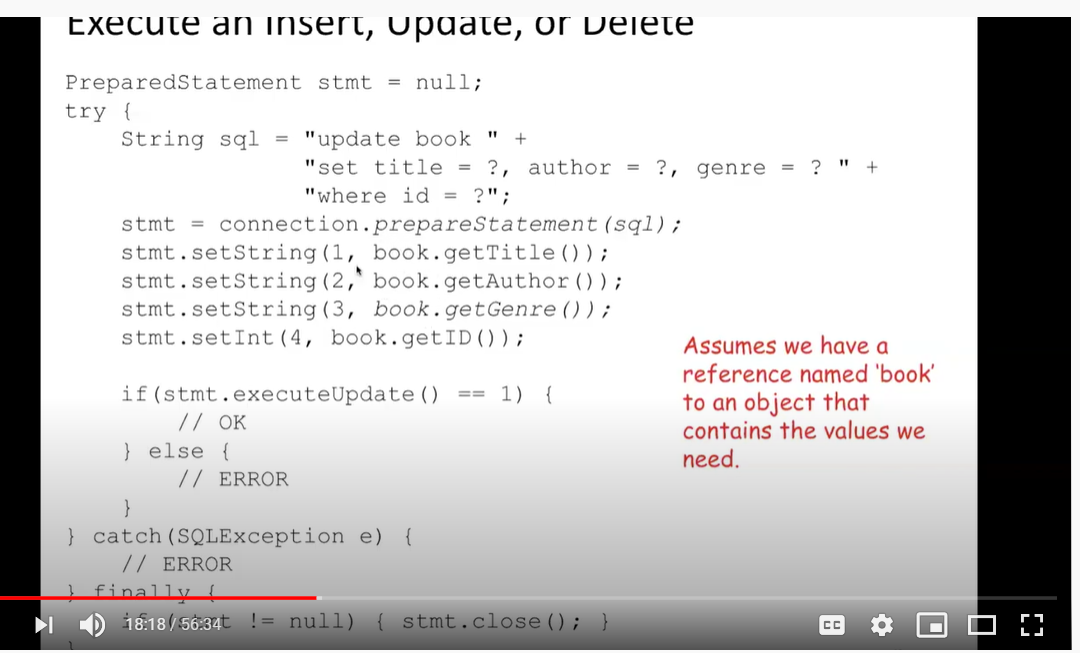 Execute an Insert, Update, or Delete
PreparedStatement stmt = null;
try {
    String sql = "update book " +
                 "set title = ?, author = ?, genre = ? " +
                 "where id = ?";
    stmt = connection.prepareStatement(sql);
    stmt.setString(1, book.getTitle());
    stmt.setString(2, book.getAuthor());
    stmt.setString(3, book.getGenre());
    stmt.setInt(4, book.getID());
    if(stmt.executeUpdate() == 1) {
        // OK
    } else {
        // ERROR
    }
} catch(SQLException e) {
    // ERROR
} finally {
    if(stmt != null) { stmt.close(); }
}
Assumes we have a
reference named 'book'
to an object that
contains the values we
need.
18:18 / 56:34
CC